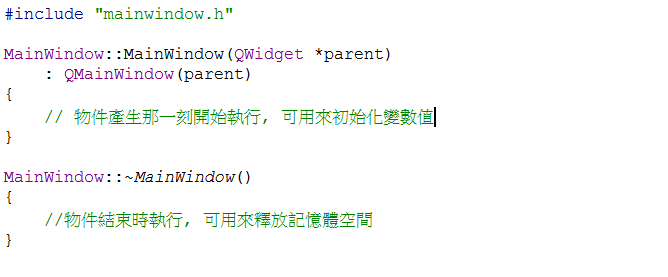 #include "mainwindow.h"
MainWindow::MainWindow(QWidget *parent)
: QMainWindow(parent)
{
// 物件產生那一刻開始執行, 可用來初始化變數值
}
MainWindow::~MainWindow()
{
//物件結束時執行, 可用來釋放記憶體空間
}